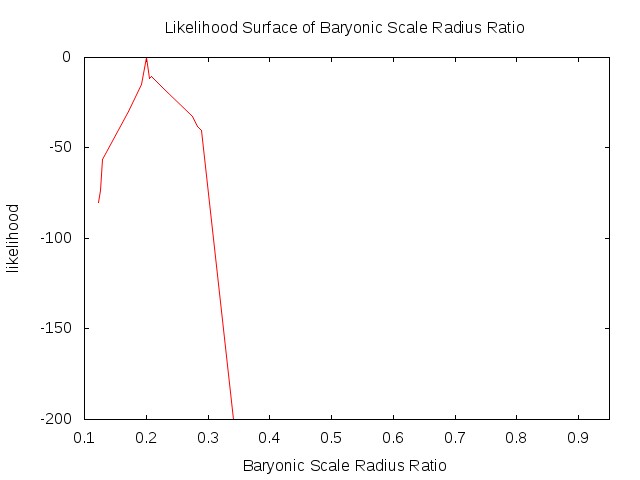 Likelihood Surface of Baryonic Scale Radius Ratio
0
-50
-100
-150
-200
likelihood
0.1 0.2 0.3 0.4 0.5 0.6 0.7 0.8 0.9
Baryonic Scale Radius Ratio